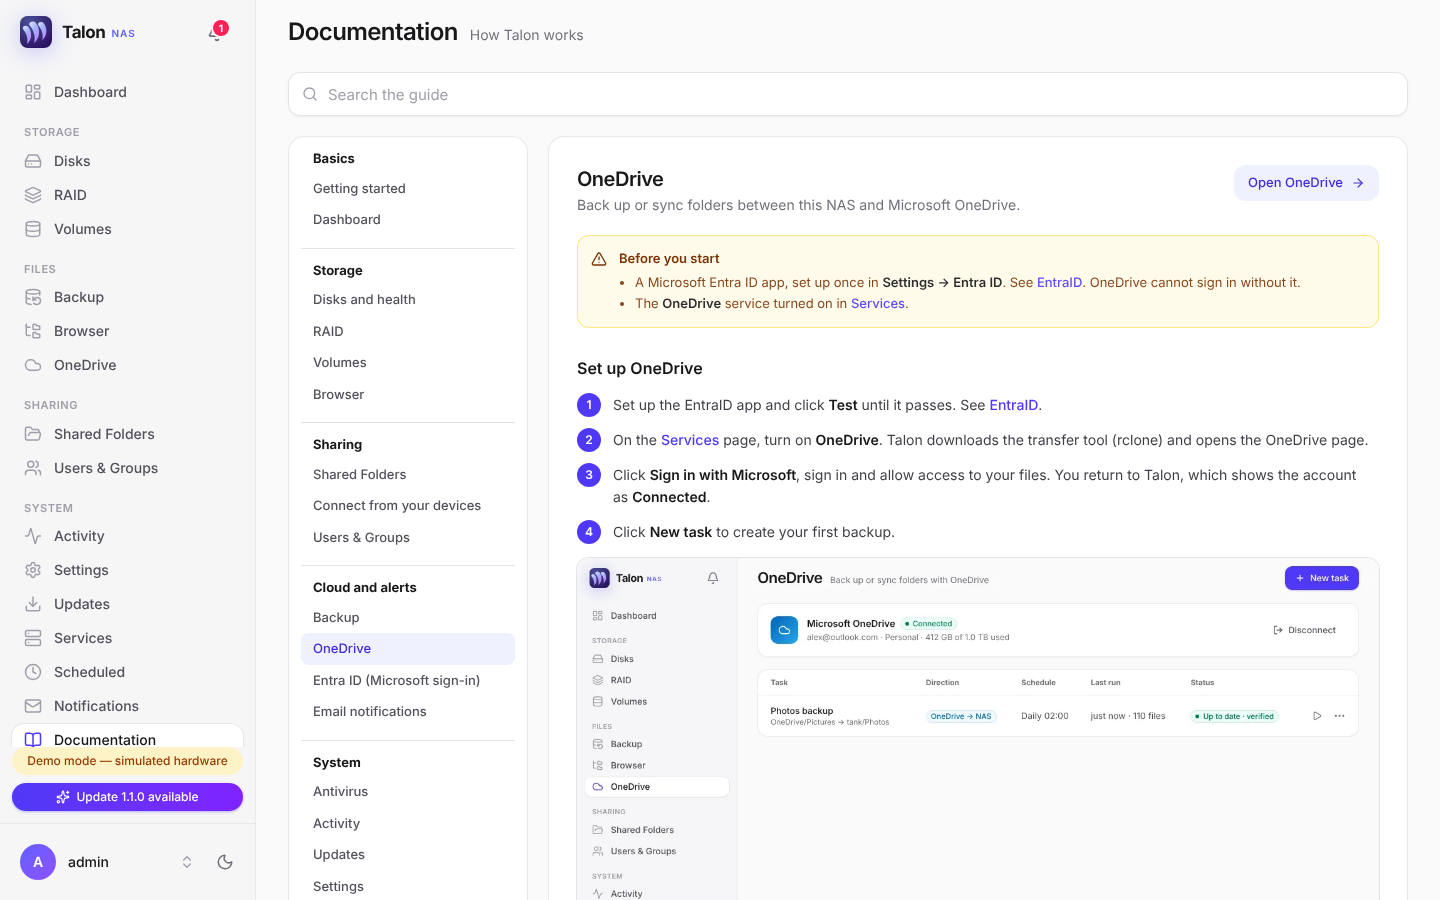 Talon NAS
1
Dashboard
STORAGE
Disks
RAID
Volumes
FILES
Backup
Browser
OneDrive
SHARING
Shared Folders
Users & Groups
SYSTEM
Activity
Settings
Updates
Services
Scheduled
Notifications
Documentation
Demo mode — simulated hardware
Update 1.1.0 available
A
admin
Documentation How Talon works
Search the guide
Basics
Getting started
Dashboard
Storage
Disks and health
RAID
Volumes
Browser
Sharing
Shared Folders
Connect from your devices
Users & Groups
Cloud and alerts
Backup
OneDrive
Entra ID (Microsoft sign-in)
Email notifications
System
Antivirus
Activity
Updates
Settings
OneDrive
Back up or sync folders between this NAS and Microsoft OneDrive.
Open OneDrive →
Before you start
• A Microsoft Entra ID app, set up once in Settings → Entra ID. See EntraID. OneDrive cannot sign in without it.
• The OneDrive service turned on in Services.
Set up OneDrive
1 Set up the EntraID app and click Test until it passes. See EntraID.
2 On the Services page, turn on OneDrive. Talon downloads the transfer tool (rclone) and opens the OneDrive page.
3 Click Sign in with Microsoft, sign in and allow access to your files. You return to Talon, which shows the account
as Connected.
4 Click New task to create your first backup.
Talon NAS
Dashboard
STORAGE
Disks
RAID
Volumes
FILES
Backup
Browser
OneDrive
SHARING
Shared Folders
Users & Groups
SYSTEM
Activity
OneDrive Back up or sync folders with OneDrive
+ New task
Microsoft OneDrive • Connected
alex@outlook.com · Personal · 412 GB of 1.0 TB used
Disconnect
Task Direction Schedule Last run Status
Photos backup
OneDrive/Pictures → tank/Photos
OneDrive → NAS
Daily 02:00
just now · 110 files
• Up to date · verified